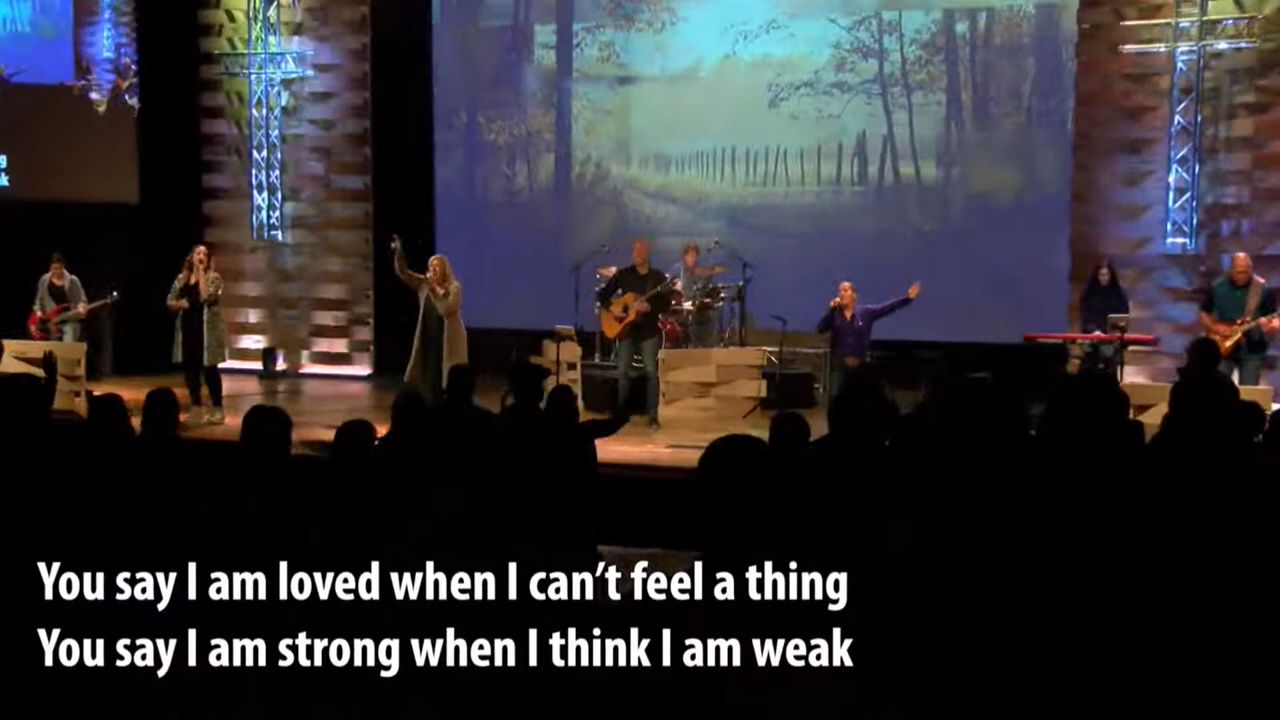 You say I am loved when I can't feel a thing
You say I am strong when I think I am weak